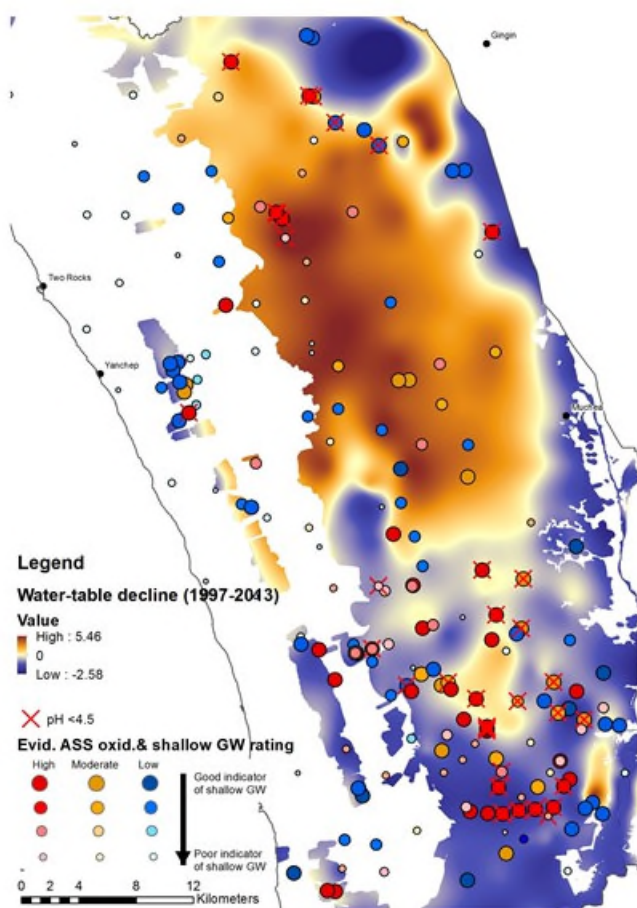 Gingin
Two Rocks
Yanchep
Muchea
Legend
Water-table decline (1997-2043)
Value
High : 5.46
0
Low : -2.58
pH <4.5
Evid. ASS oxid.& shallow GW rating
High Moderate Low
Good indicator
of shallow GW
Poor indicator
of shallow GW
0 2 4 8 12
Kilometers